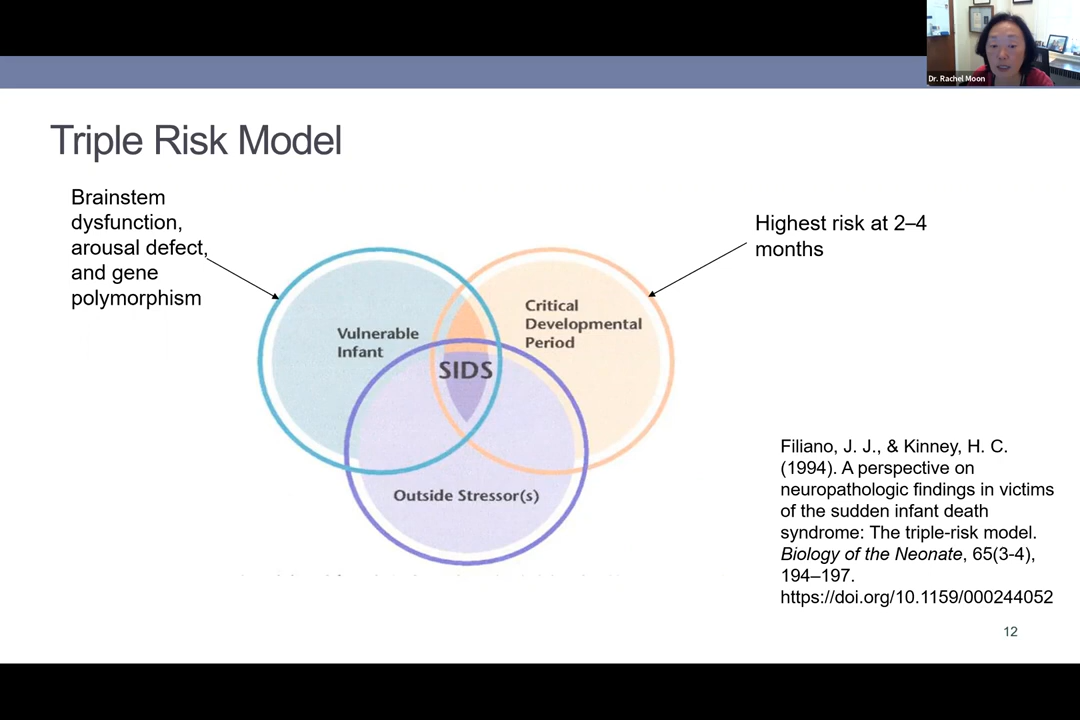 Dr. Rachel Moon
Triple Risk Model
Brainstem
dysfunction,
arousal defect,
and gene
polymorphism
Highest risk at 2–4
months
Vulnerable
Infant
Critical
Developmental
Period
SIDS
Outside Stressor(s)
Filiano, J. J., & Kinney, H. C.
(1994). A perspective on
neuropathologic findings in victims
of the sudden infant death
syndrome: The triple-risk model.
Biology of the Neonate, 65(3-4),
194–197.
https://doi.org/10.1159/000244052
12